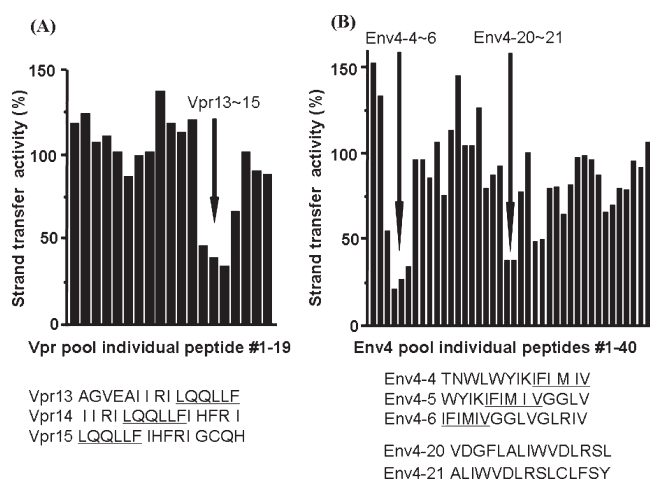 (A)
Strand transfer activity (%)
150
100
50
0
Vpr13~15
Vpr pool individual peptide #1-19
Vpr13 AGVEAI I RI LQQLLF
Vpr14 I I RI LQQLLFI HFR I
Vpr15 LQQLLF IHFRI GCQH
(B)
Strand transfer activity (%)
150
100
50
0
Env4-4~6
Env4-20~21
Env4 pool individual peptides #1-40
Env4-4 TNWLWYIKIFI M IV
Env4-5 WYIKIFIM I VGGLV
Env4-6 IFIMIVGGLVGLRIV
Env4-20 VDGFLALIWVDLRSL
Env4-21 ALIWVDLRSLCLFSY